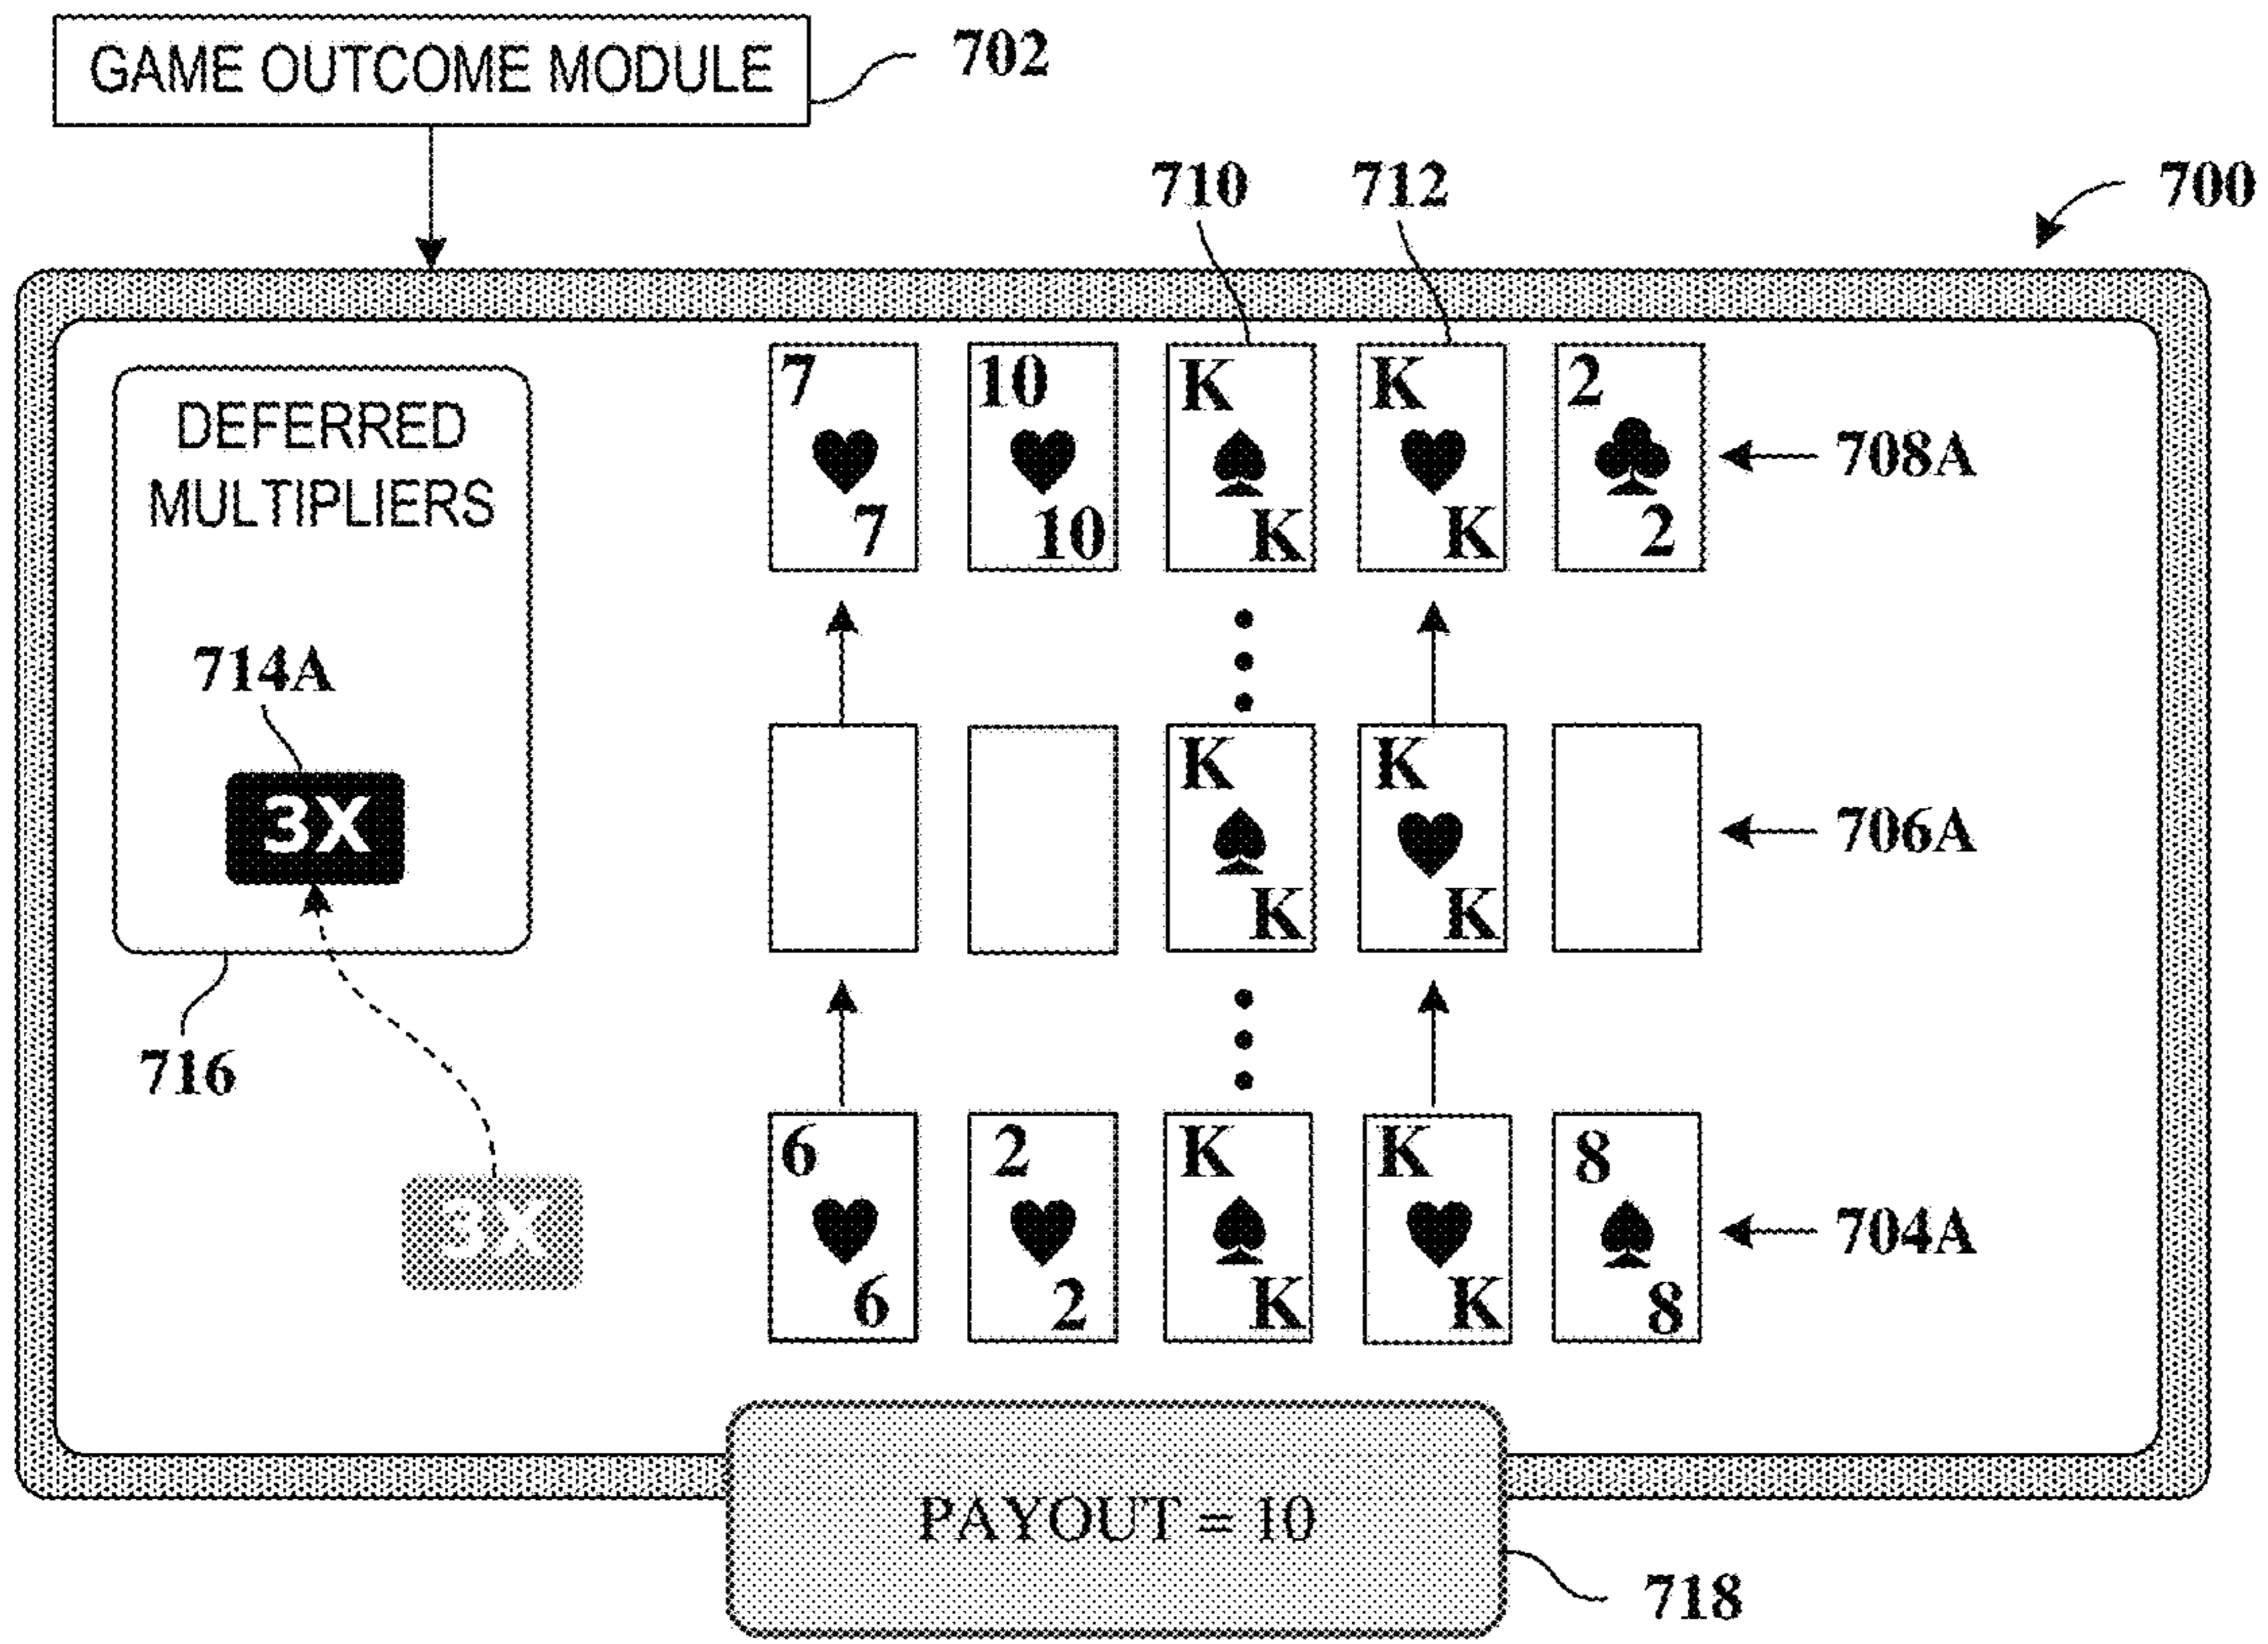 GAME OUTCOME MODULE
702
710
712
700
DEFERRED
MULTIPLIERS
7
10
K
K
2
7
10
K
K
2
708A
714A
3X
K
K
K
K
706A
716
3X
6
2
K
K
8
6
2
K
K
8
704A
PAYOUT = 10
718